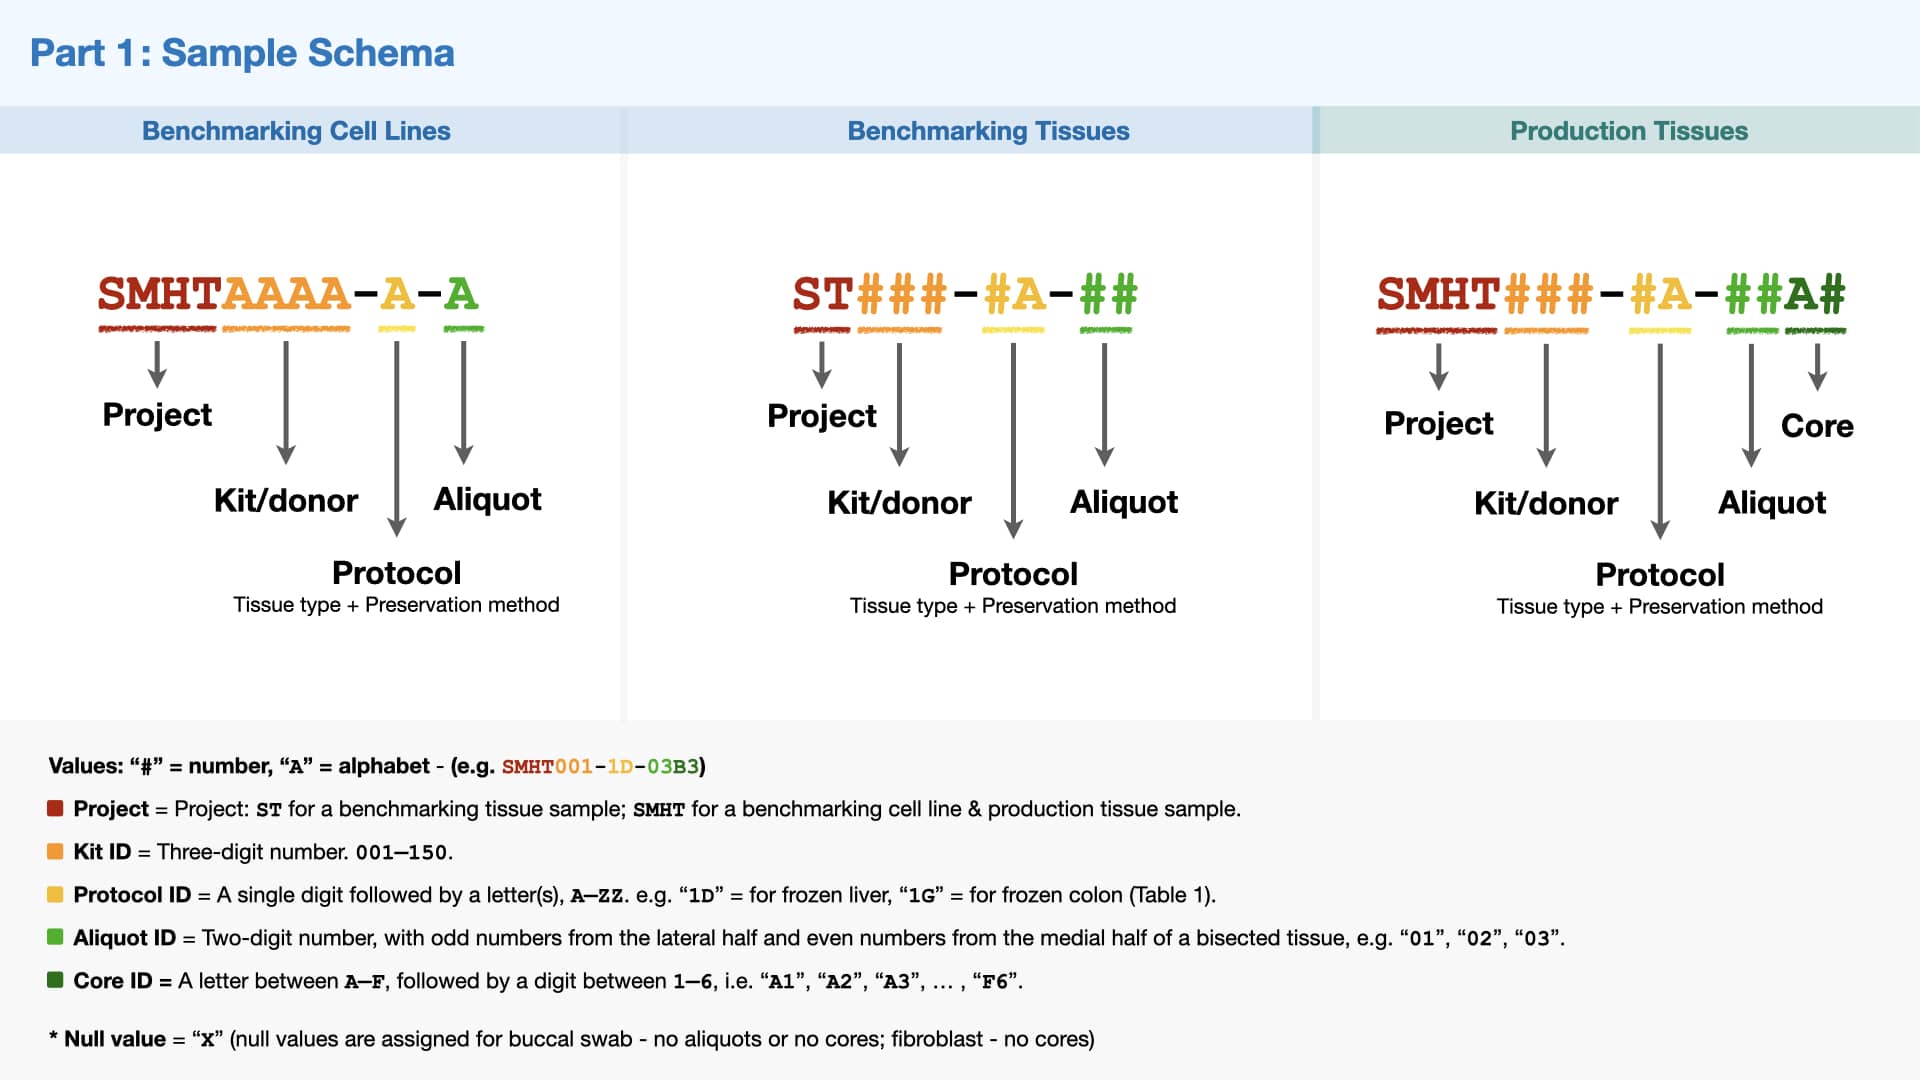 Part 1: Sample Schema
Benchmarking Cell Lines
SMHTAAAA-A-A
Project
Kit/donor
Aliquot
Protocol
Tissue type + Preservation method
Benchmarking Tissues
ST###-#A-##
Project
Kit/donor
Aliquot
Protocol
Tissue type + Preservation method
Production Tissues
SMHT###-#A-##A#
Project
Core
Kit/donor
Aliquot
Protocol
Tissue type + Preservation method
Values: “#” = number, “A” = alphabet - (e.g. SMHT001-1D-03B3)
Project = Project: ST for a benchmarking tissue sample; SMHT for a benchmarking cell line & production tissue sample.
Kit ID = Three-digit number. 001–150.
Protocol ID = A single digit followed by a letter(s), A–ZZ. e.g. “1D” = for frozen liver, “1G” = for frozen colon (Table 1).
Aliquot ID = Two-digit number, with odd numbers from the lateral half and even numbers from the medial half of a bisected tissue, e.g. “01”, “02”, “03”.
Core ID = A letter between A–F, followed by a digit between 1–6, i.e. “A1”, “A2”, “A3”, ... , “F6”.
* Null value = “X” (null values are assigned for buccal swab - no aliquots or no cores; fibroblast - no cores)